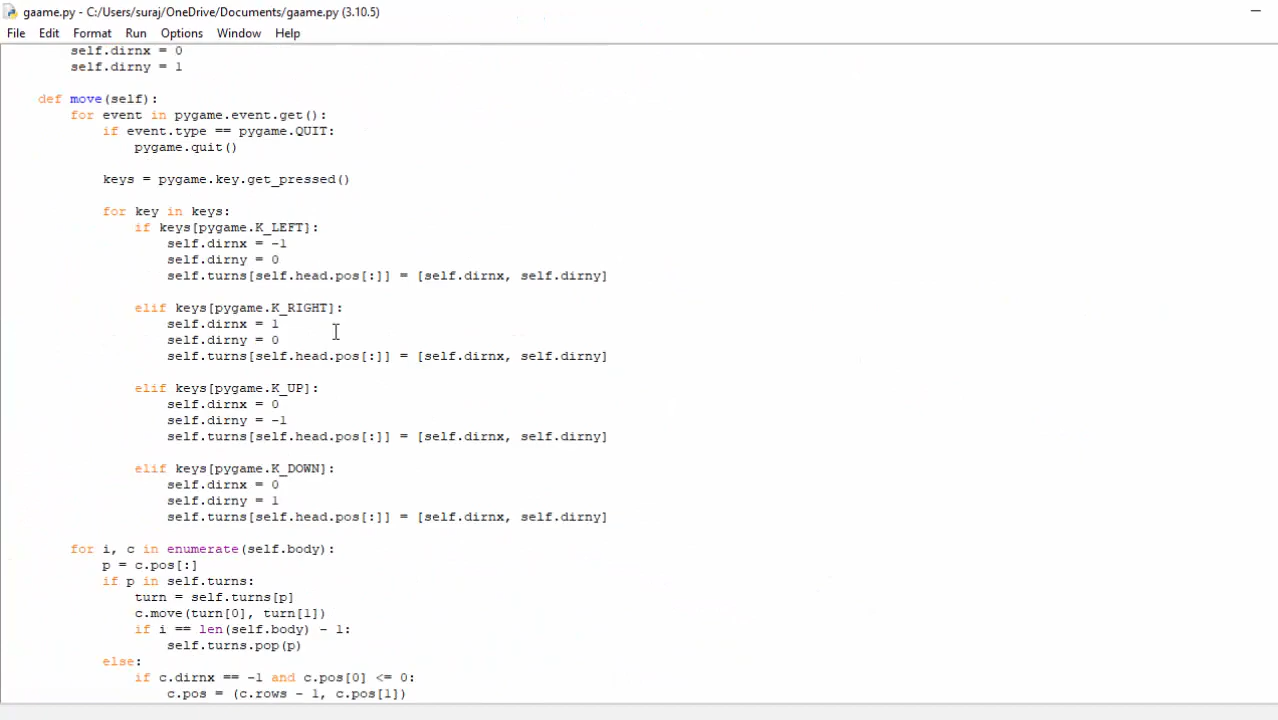 gaame.py - C:/Users/suraj/OneDrive/Documents/gaame.py (3.10.5)
File Edit Format Run Options Window Help
        self.dirnx = 0
        self.dirny = 1

    def move(self):
        for event in pygame.event.get():
            if event.type == pygame.QUIT:
                pygame.quit()

            keys = pygame.key.get_pressed()

            for key in keys:
                if keys[pygame.K_LEFT]:
                    self.dirnx = -1
                    self.dirny = 0
                    self.turns[self.head.pos[:]] = [self.dirnx, self.dirny]

                elif keys[pygame.K_RIGHT]:
                    self.dirnx = 1
                    self.dirny = 0
                    self.turns[self.head.pos[:]] = [self.dirnx, self.dirny]

                elif keys[pygame.K_UP]:
                    self.dirnx = 0
                    self.dirny = -1
                    self.turns[self.head.pos[:]] = [self.dirnx, self.dirny]

                elif keys[pygame.K_DOWN]:
                    self.dirnx = 0
                    self.dirny = 1
                    self.turns[self.head.pos[:]] = [self.dirnx, self.dirny]

        for i, c in enumerate(self.body):
            p = c.pos[:]
            if p in self.turns:
                turn = self.turns[p]
                c.move(turn[0], turn[1])
                if i == len(self.body) - 1:
                    self.turns.pop(p)
            else:
                if c.dirnx == -1 and c.pos[0] <= 0:
                    c.pos = (c.rows - 1, c.pos[1])